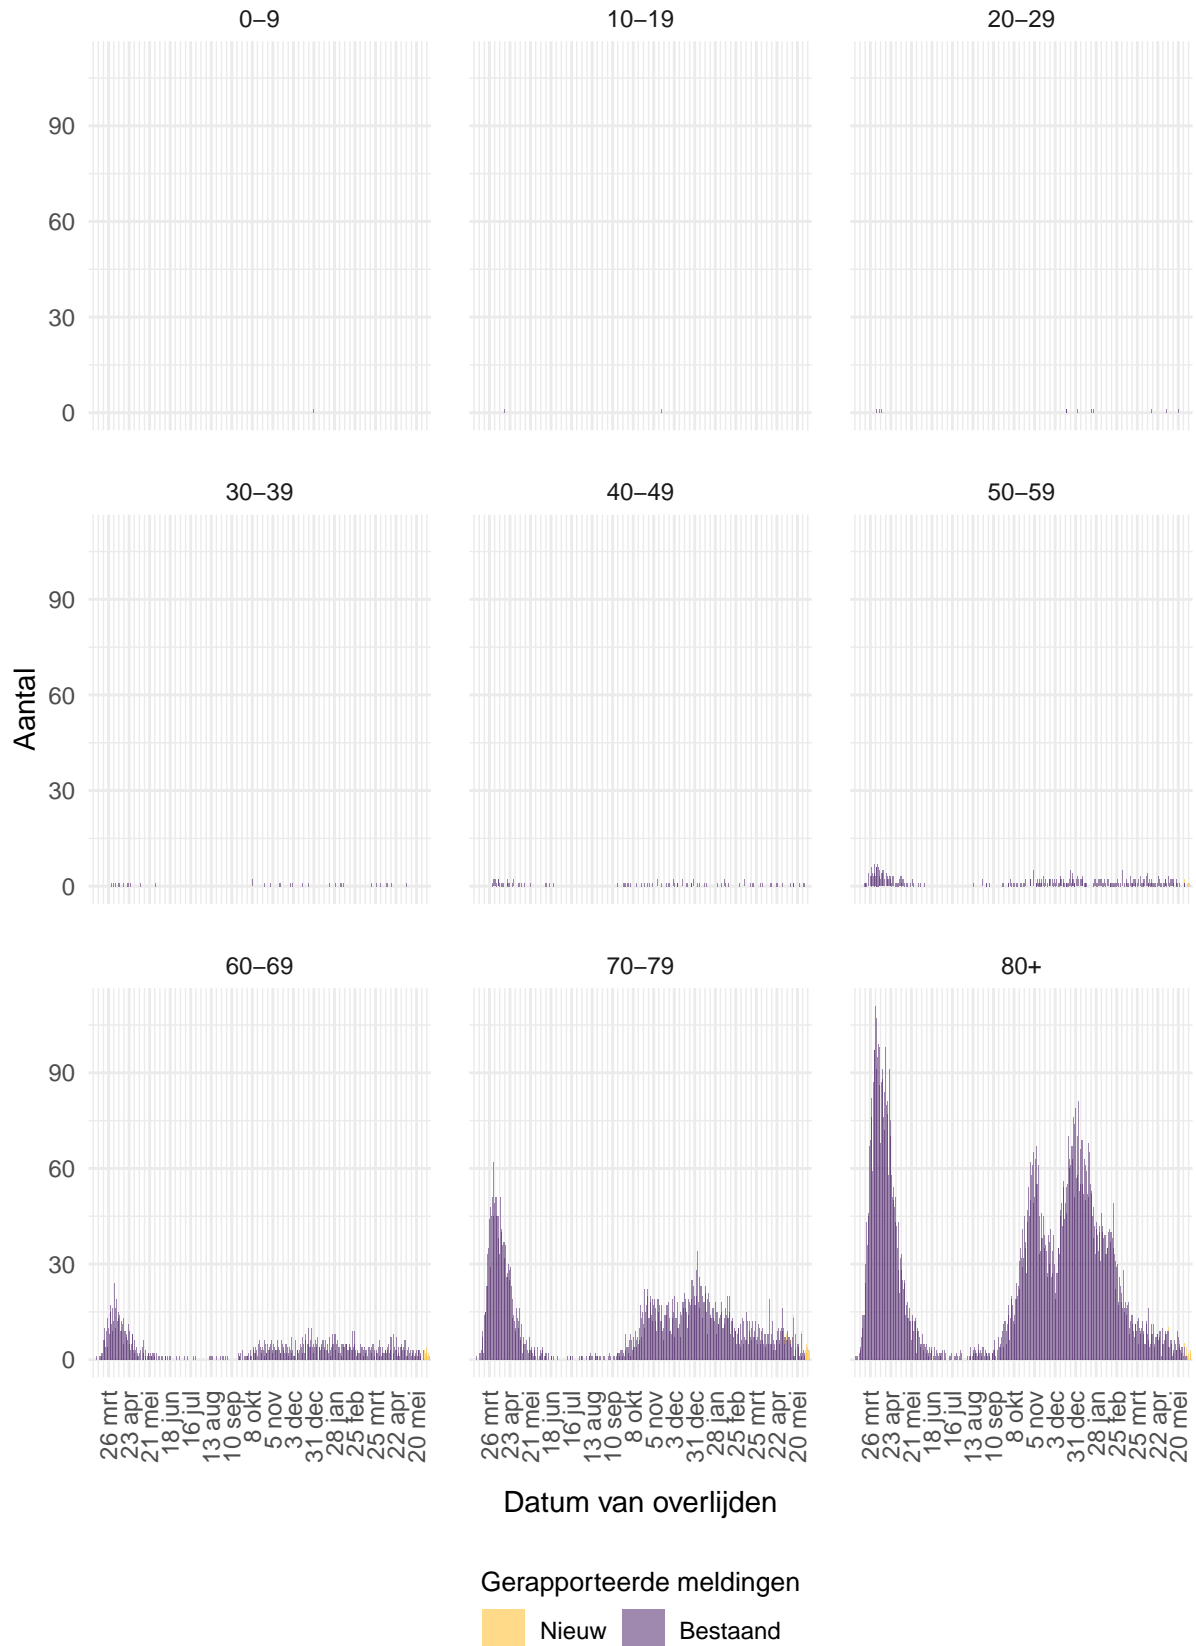 0–9 10–19 20–29
90
60
30
0
30–39 40–49 50–59
90
60
30
0
Aantal
60–69 70–79 80+
90
60
30
0
26 mrt 23 apr 21 mei 18 jun 16 jul 13 aug 10 sep 8 okt 5 nov 3 dec 31 dec 28 jan 25 feb 25 mrt 22 apr 20 mei
26 mrt 23 apr 21 mei 18 jun 16 jul 13 aug 10 sep 8 okt 5 nov 3 dec 31 dec 28 jan 25 feb 25 mrt 22 apr 20 mei
26 mrt 23 apr 21 mei 18 jun 16 jul 13 aug 10 sep 8 okt 5 nov 3 dec 31 dec 28 jan 25 feb 25 mrt 22 apr 20 mei
Datum van overlijden
Gerapporteerde meldingen
Nieuw Bestaand